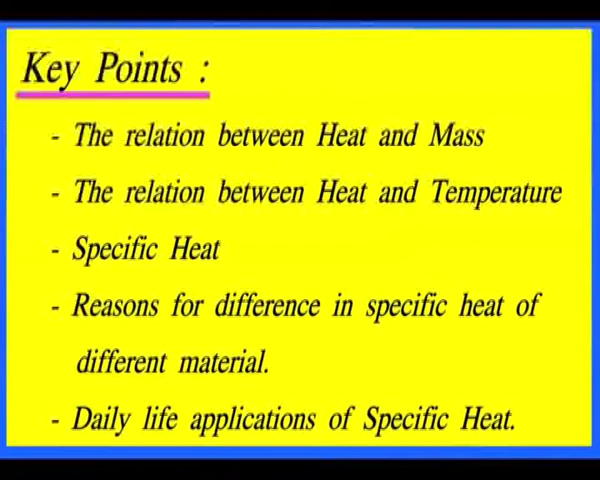 Key Points :
- The relation between Heat and Mass
- The relation between Heat and Temperature
- Specific Heat
- Reasons for difference in specific heat of
different material.
- Daily life applications of Specific Heat.